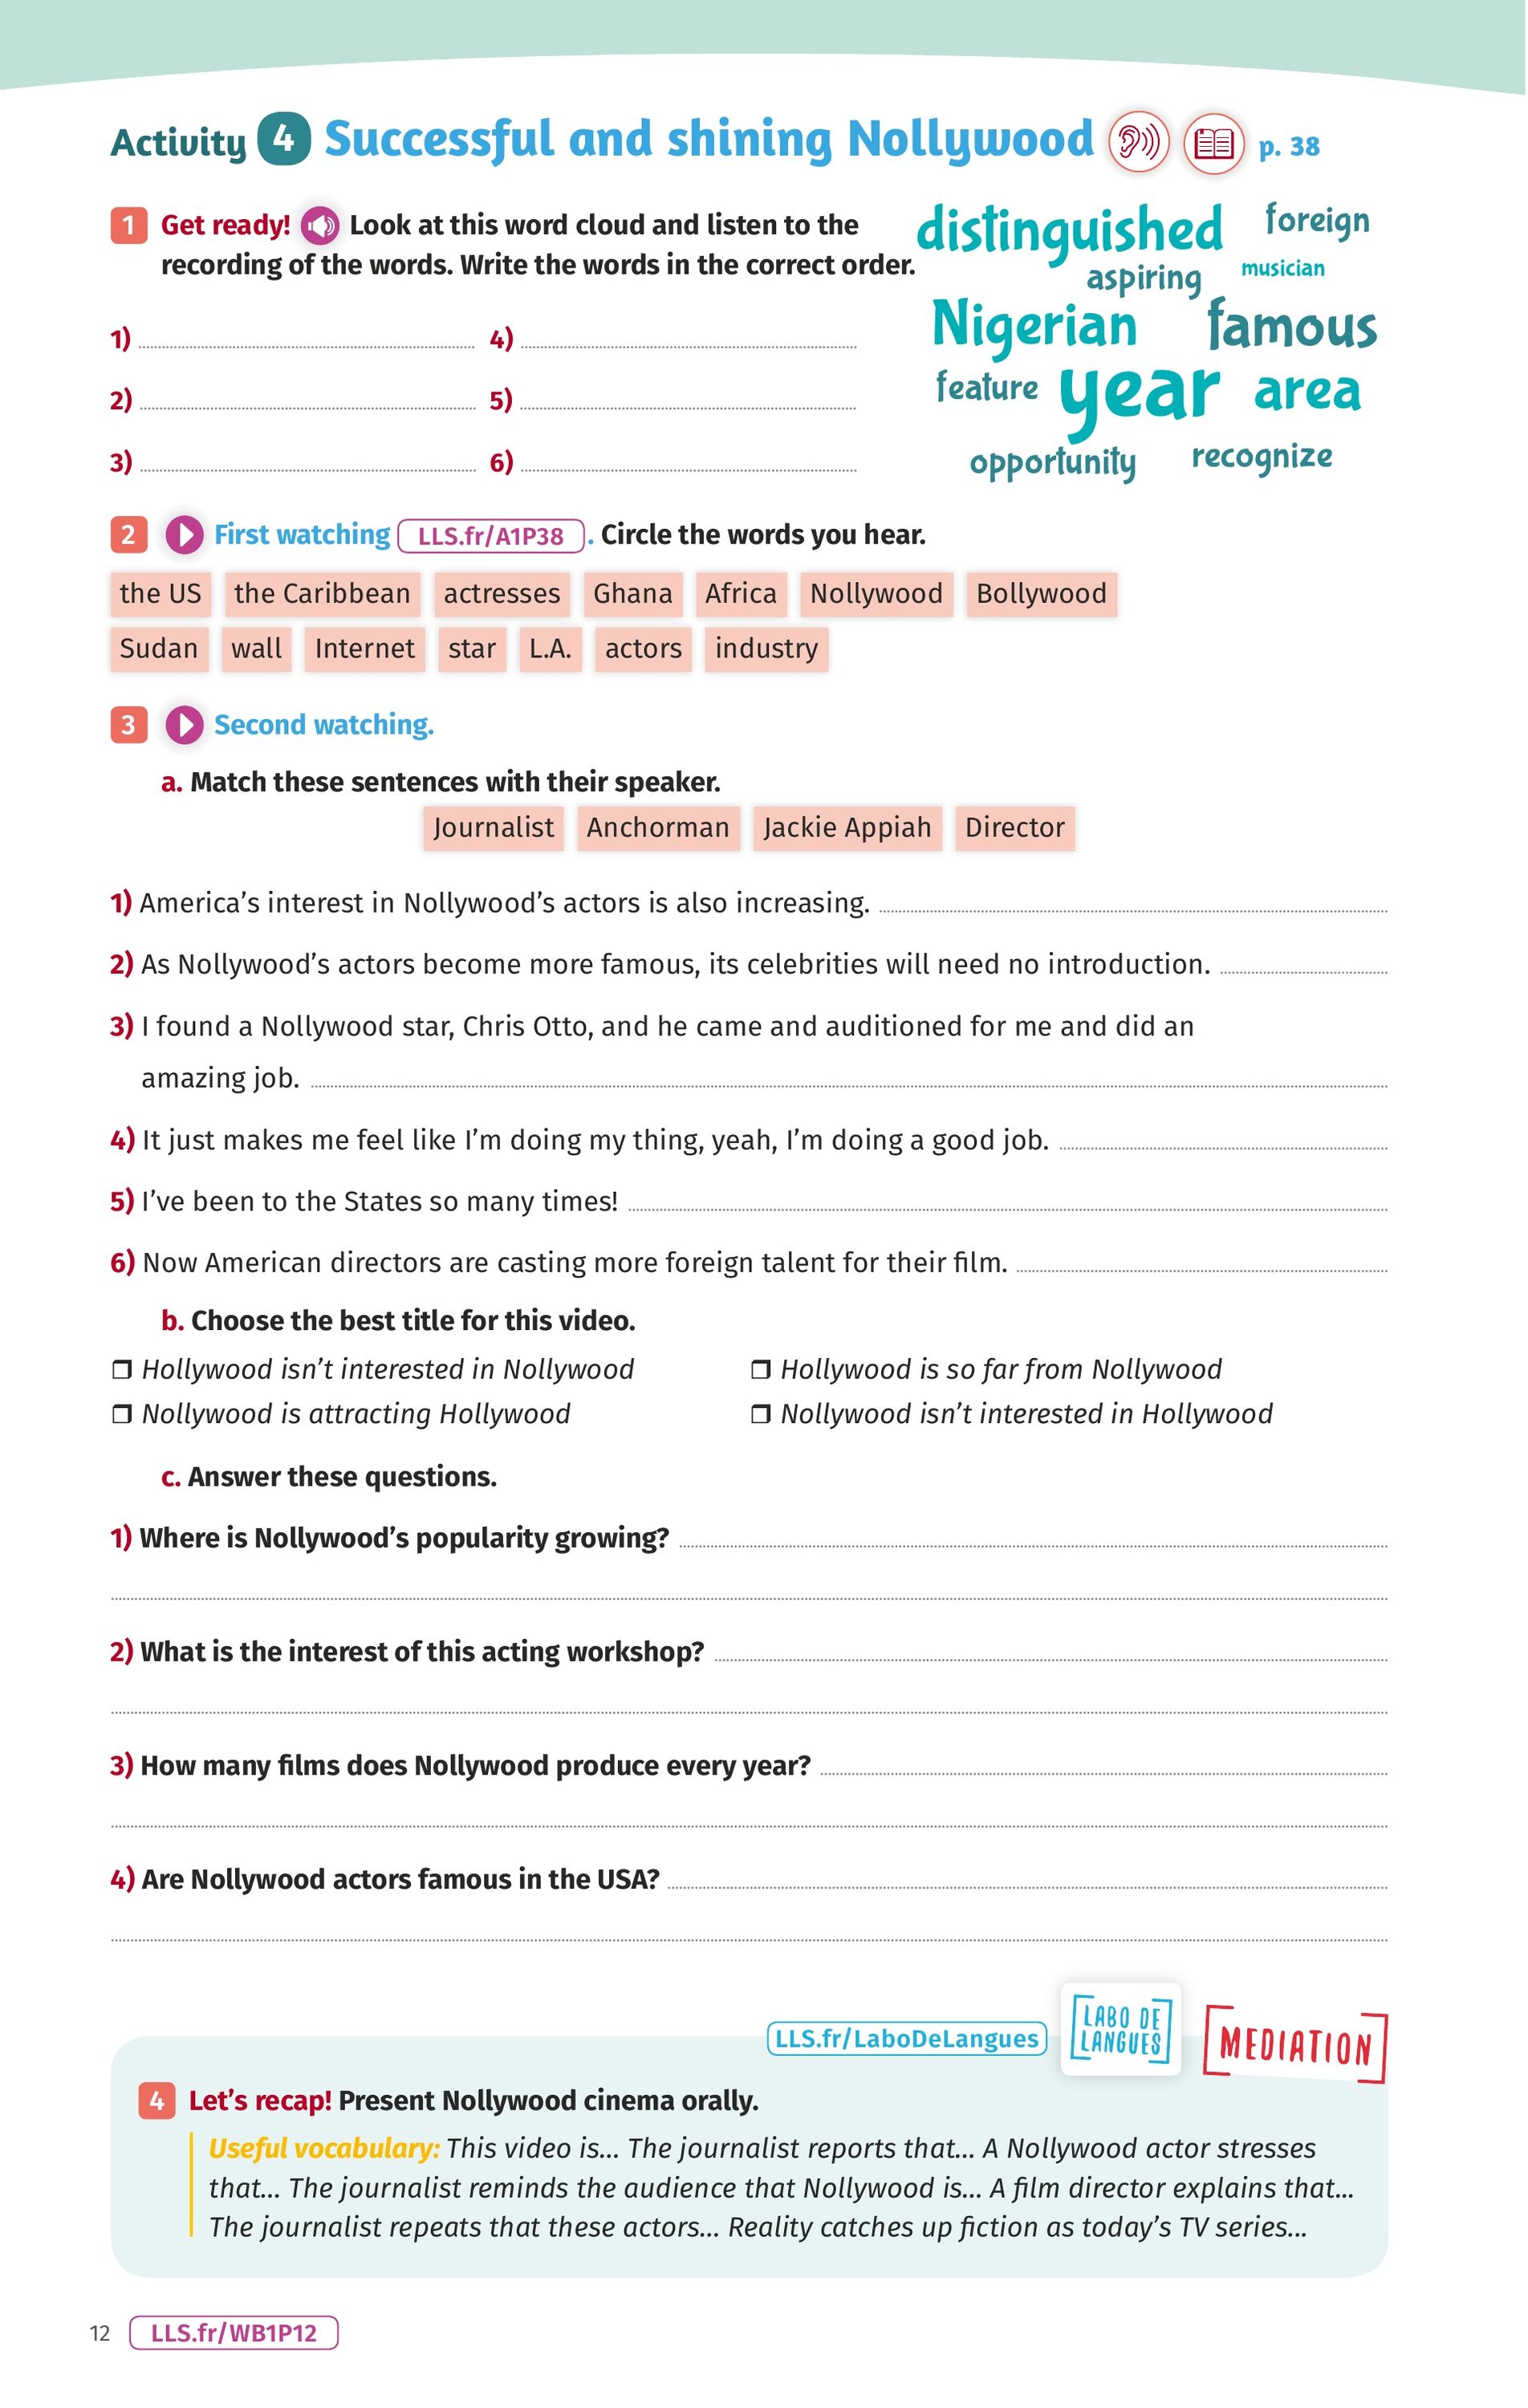 Activity 4 Successful and shining Nollywood p. 38
1 Get ready! Look at this word cloud and listen to the
recording of the words. Write the words in the correct order.
1) 4)
2) 5)
3) 6)
distinguished foreign
aspiring musician
Nigerian famous
feature year area
opportunity recognize
2 First watching LLS.fr/A1P38 . Circle the words you hear.
the US the Caribbean actresses Ghana Africa Nollywood Bollywood
Sudan wall Internet star L.A. actors industry
3 Second watching.
a. Match these sentences with their speaker.
Journalist Anchorman Jackie Appiah Director
1) America's interest in Nollywood's actors is also increasing.
2) As Nollywood's actors become more famous, its celebrities will need no introduction.
3) I found a Nollywood star, Chris Otto, and he came and auditioned for me and did an
amazing job.
4) It just makes me feel like I'm doing my thing, yeah, I'm doing a good job.
5) I've been to the States so many times!
6) Now American directors are casting more foreign talent for their film.
b. Choose the best title for this video.
❒ Hollywood isn't interested in Nollywood ❒ Hollywood is so far from Nollywood
❒ Nollywood is attracting Hollywood ❒ Nollywood isn't interested in Hollywood
c. Answer these questions.
1) Where is Nollywood's popularity growing?
2) What is the interest of this acting workshop?
3) How many films does Nollywood produce every year?
4) Are Nollywood actors famous in the USA?
LLS.fr/LaboDeLangues LABO DE LANGUES MEDIATION
4 Let's recap! Present Nollywood cinema orally.
Useful vocabulary: This video is... The journalist reports that... A Nollywood actor stresses
that... The journalist reminds the audience that Nollywood is... A film director explains that...
The journalist repeats that these actors... Reality catches up fiction as today's TV series...
12 LLS.fr/WB1P12